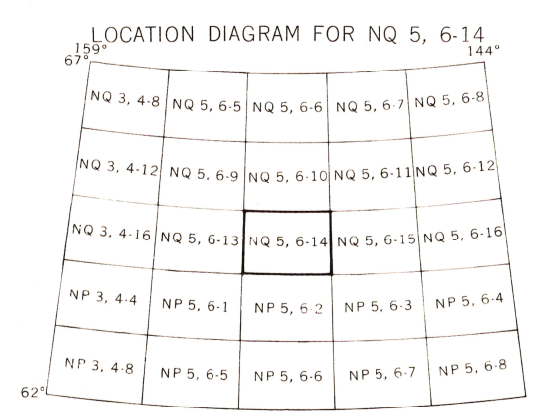 LOCATION DIAGRAM FOR NQ 5, 6-14
159° 144°
67°
NQ 3, 4-8 NQ 5, 6-5 NQ 5, 6-6 NQ 5, 6-7 NQ 5, 6-8
NQ 3, 4-12 NQ 5, 6-9 NQ 5, 6-10 NQ 5, 6-11 NQ 5, 6-12
NQ 3, 4-16 NQ 5, 6-13 NQ 5, 6-14 NQ 5, 6-15 NQ 5, 6-16
NP 3, 4-4 NP 5, 6-1 NP 5, 6-2 NP 5, 6-3 NP 5, 6-4
NP 3, 4-8 NP 5, 6-5 NP 5, 6-6 NP 5, 6-7 NP 5, 6-8
62°